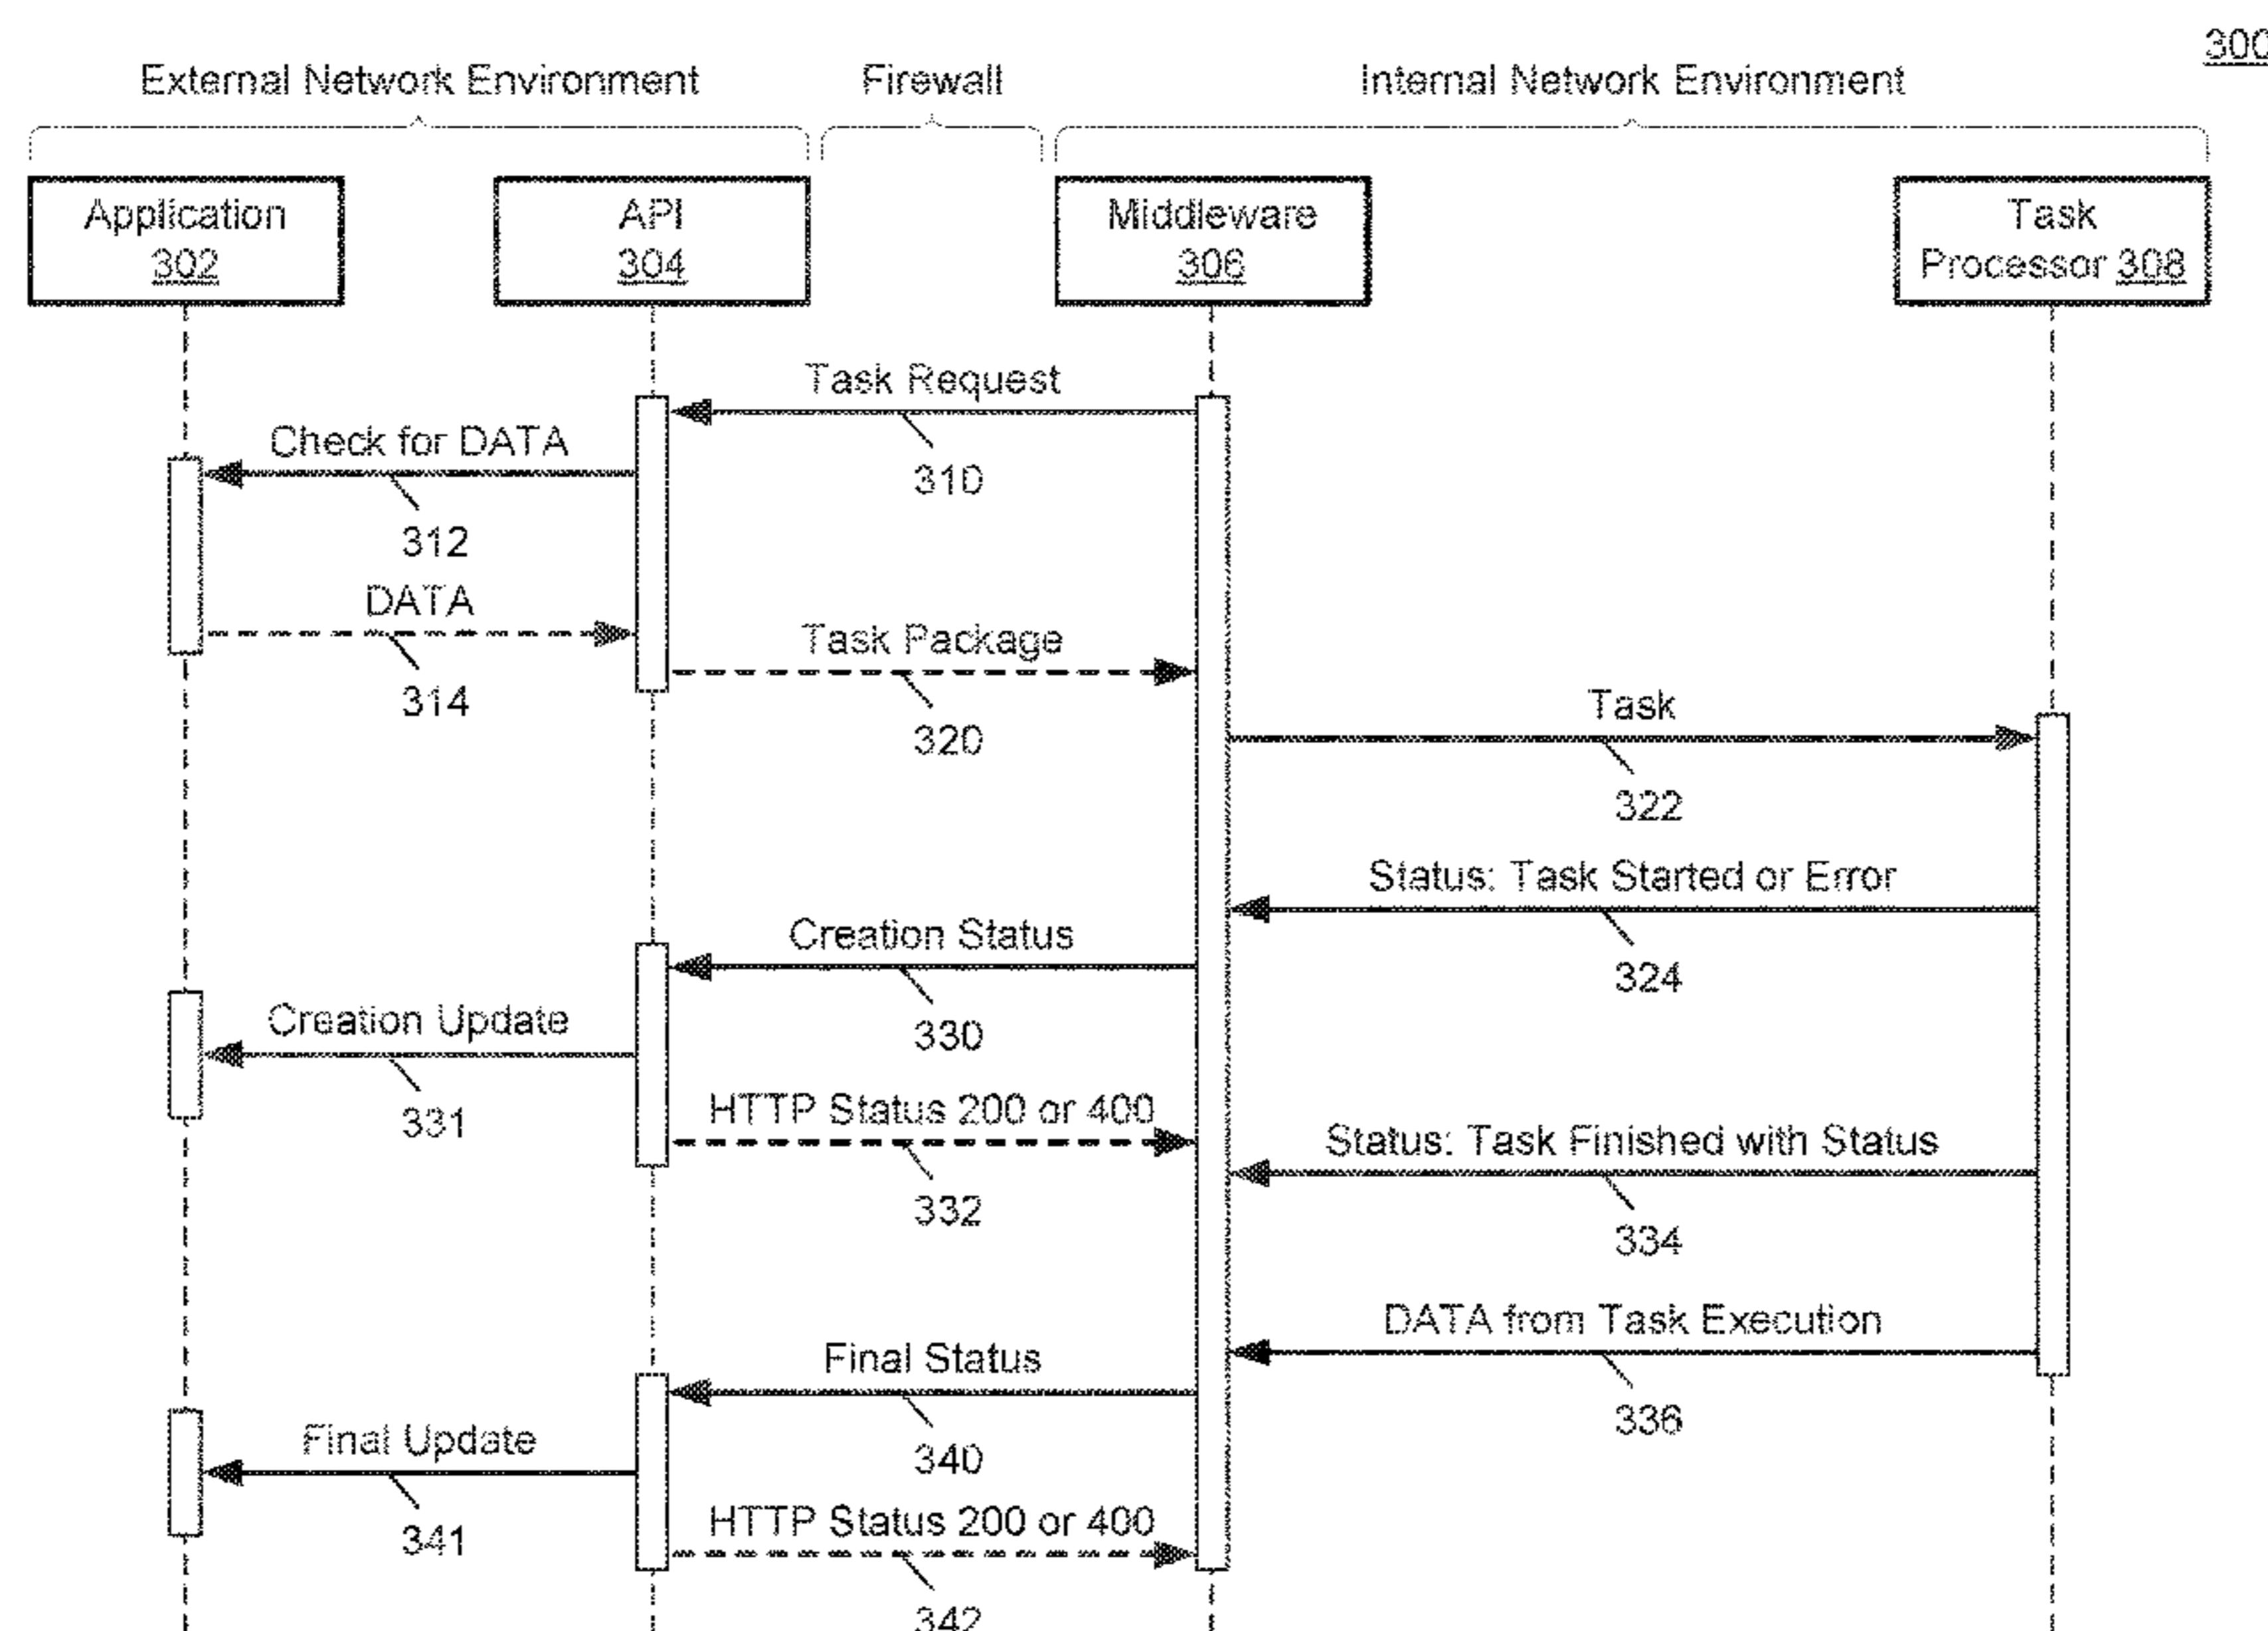 300
External Network Environment
Firewall
Internal Network Environment
Application
302
API
304
Middleware
306
Task
Processor 308
Task Request
310
Check for DATA
312
DATA
314
Task Package
320
Task
322
Status: Task Started or Error
324
Creation Status
330
Creation Update
331
HTTP Status 200 or 400
332
Status: Task Finished with Status
334
DATA from Task Execution
336
Final Status
340
Final Update
341
HTTP Status 200 or 400
342